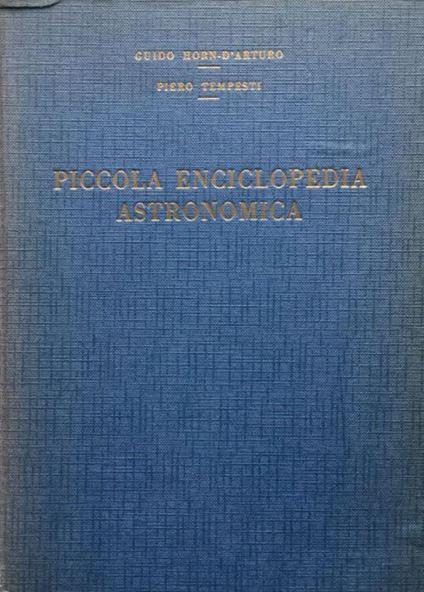 GUIDO HORN-D'ARTURO
PIERO TEMPESTI
PICCOLA ENCICLOPEDIA
ASTRONOMICA